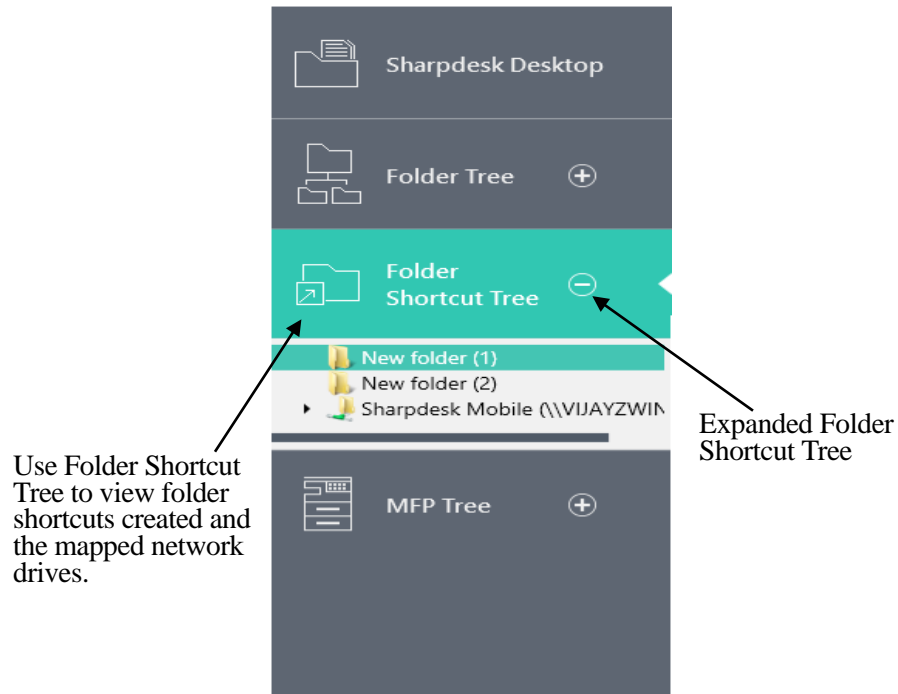 Sharpdesk Desktop
Folder Tree
Folder
Shortcut Tree
New folder (1)
New folder (2)
Sharpdesk Mobile (\\VIJAYZWIN
Expanded Folder
Shortcut Tree
Use Folder Shortcut
Tree to view folder
shortcuts created and
the mapped network
drives.
MFP Tree